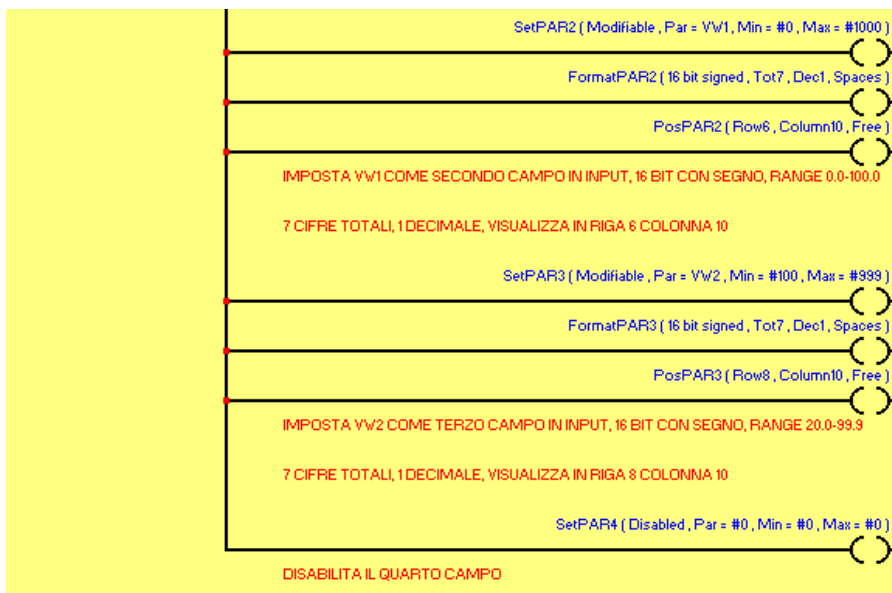 SetPAR2 ( Modifiable , Par = VW1 , Min = #0 , Max = #1000 )
FormatPAR2 ( 16 bit signed , Tot7 , Dec1 , Spaces )
PosPAR2 ( Row6 , Column10 , Free )
IMPOSTA VW1 COME SECONDO CAMPO IN INPUT, 16 BIT CON SEGNO, RANGE 0.0-100.0
7 CIFRE TOTALI, 1 DECIMALE, VISUALIZZA IN RIGA 6 COLONNA 10
SetPAR3 ( Modifiable , Par = VW2 , Min = #100 , Max = #999 )
FormatPAR3 ( 16 bit signed , Tot7 , Dec1 , Spaces )
PosPAR3 ( Row8 , Column10 , Free )
IMPOSTA VW2 COME TERZO CAMPO IN INPUT, 16 BIT CON SEGNO, RANGE 20.0-99.9
7 CIFRE TOTALI, 1 DECIMALE, VISUALIZZA IN RIGA 8 COLONNA 10
SetPAR4 ( Disabled , Par = #0 , Min = #0 , Max = #0 )
DISABILITA IL QUARTO CAMPO